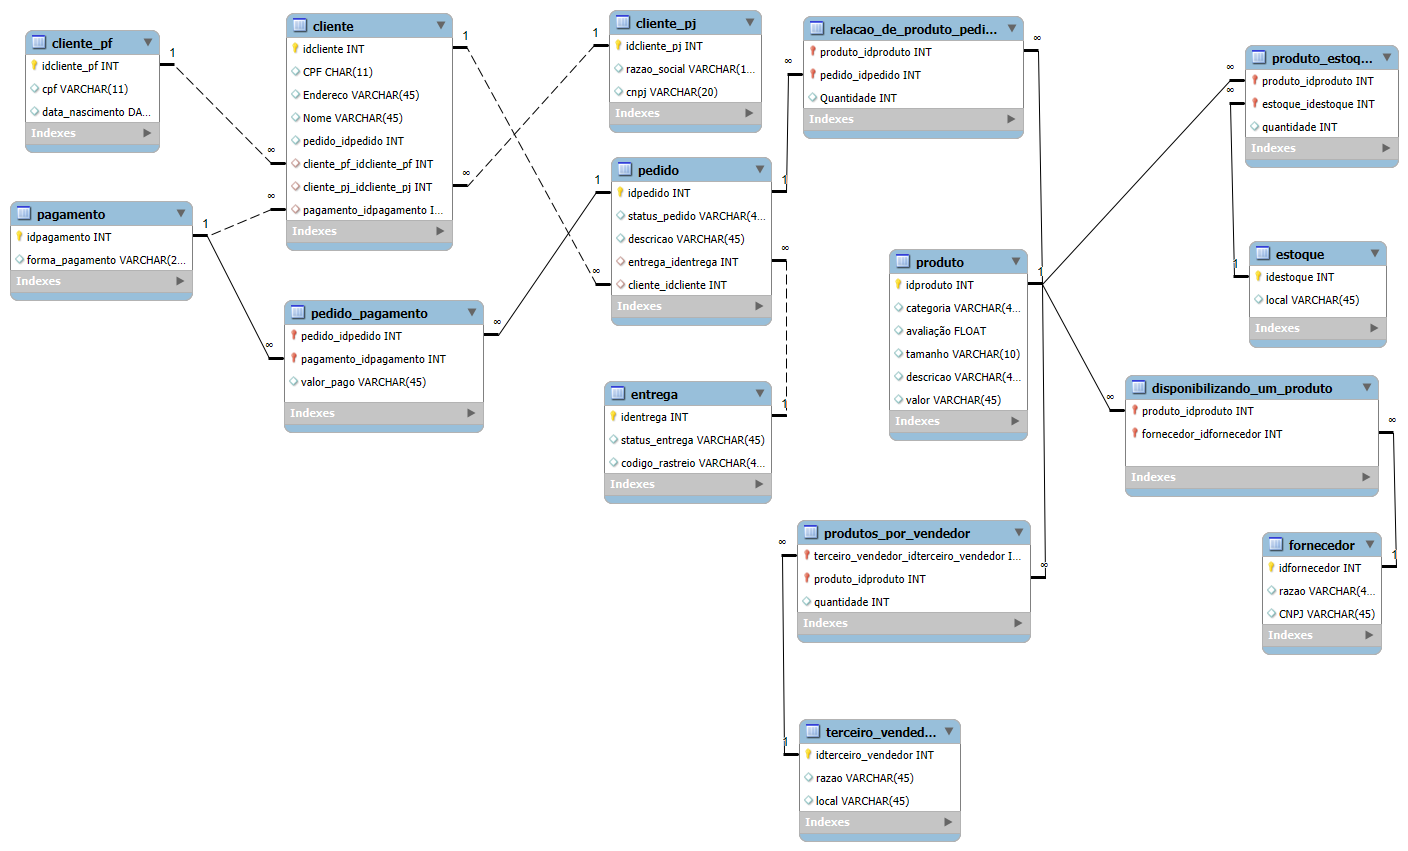 cliente_pf
idcliente_pf INT
cpf VARCHAR(11)
data_nascimento DA...
Indexes
cliente
idcliente INT
CPF CHAR(11)
Endereco VARCHAR(45)
Nome VARCHAR(45)
pedido_idpedido INT
cliente_pf_idcliente_pf INT
cliente_pj_idcliente_pj INT
pagamento_idpagamento I...
Indexes
cliente_pj
idcliente_pj INT
razao_social VARCHAR(1...
cnpj VARCHAR(20)
Indexes
relacao_de_produto_pedi...
produto_idproduto INT
pedido_idpedido INT
Quantidade INT
Indexes
produto_estoq...
produto_idproduto INT
estoque_idestoque INT
quantidade INT
Indexes
pagamento
idpagamento INT
forma_pagamento VARCHAR(2...
Indexes
pedido
idpedido INT
status_pedido VARCHAR(4...
descricao VARCHAR(45)
entrega_identrega INT
cliente_idcliente INT
Indexes
produto
idproduto INT
categoria VARCHAR(4...
avaliação FLOAT
tamanho VARCHAR(10)
descricao VARCHAR(4...
valor VARCHAR(45)
Indexes
estoque
idestoque INT
local VARCHAR(45)
Indexes
pedido_pagamento
pedido_idpedido INT
pagamento_idpagamento INT
valor_pago VARCHAR(45)
Indexes
entrega
identrega INT
status_entrega VARCHAR(45)
codigo_rastreio VARCHAR(4...
Indexes
disponibilizando_um_produto
produto_idproduto INT
fornecedor_idfornecedor INT
Indexes
produtos_por_vendedor
terceiro_vendedor_idterceiro_vendedor I...
produto_idproduto INT
quantidade INT
Indexes
fornecedor
idfornecedor INT
razao VARCHAR(4...
CNPJ VARCHAR(45)
Indexes
terceiro_vended...
idterceiro_vendedor INT
razao VARCHAR(45)
local VARCHAR(45)
Indexes
1
∞
1
∞
1
∞
1
∞
∞
1
∞
1
∞
1
∞
1
∞
1
∞
∞
1
∞
∞
1
∞
1